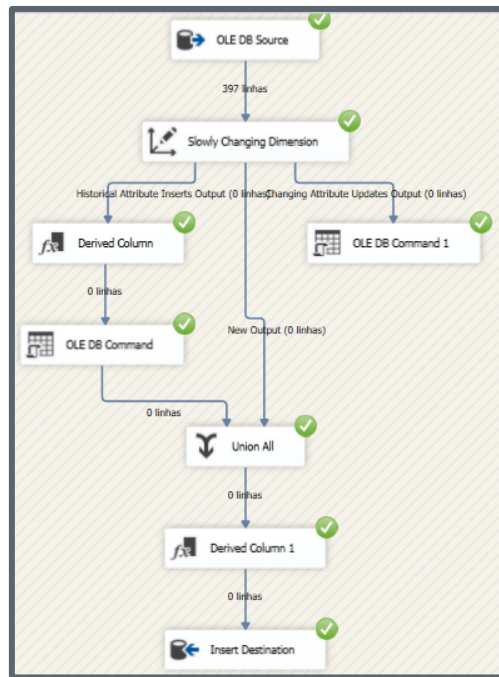 OLE DB Source
397 linhas
Slowly Changing Dimension
Historical Attribute Inserts Output (0 linhas)
Changing Attribute Updates Output (0 linhas)
Derived Column
OLE DB Command 1
0 linhas
New Output (0 linhas)
OLE DB Command
0 linhas
Union All
0 linhas
Derived Column 1
0 linhas
Insert Destination